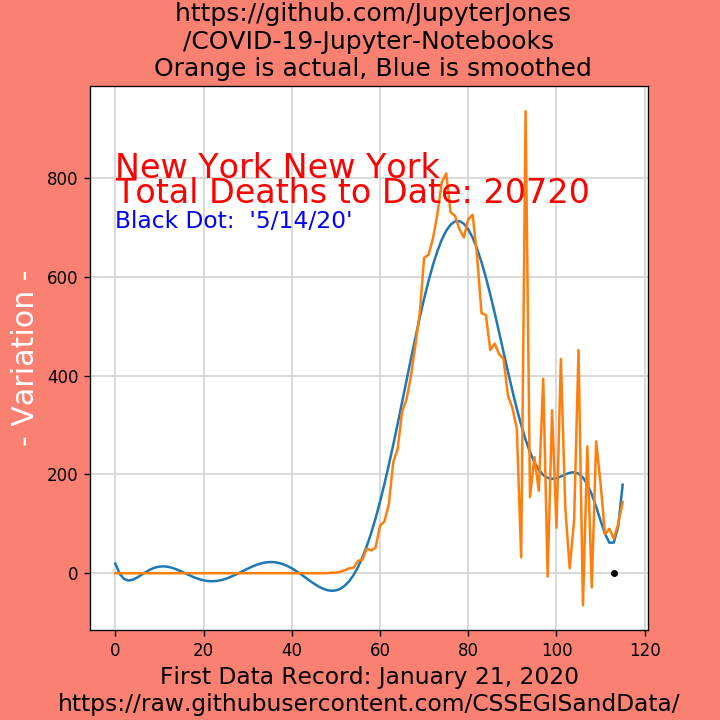 https://github.com/JupyterJones
/COVID-19-Jupyter-Notebooks
Orange is actual, Blue is smoothed
New York New York
Total Deaths to Date: 20720
Black Dot:  '5/14/20'
- Variation -
800
600
400
200
0
0 20 40 60 80 100 120
First Data Record: January 21, 2020
https://raw.githubusercontent.com/CSSEGISandData/